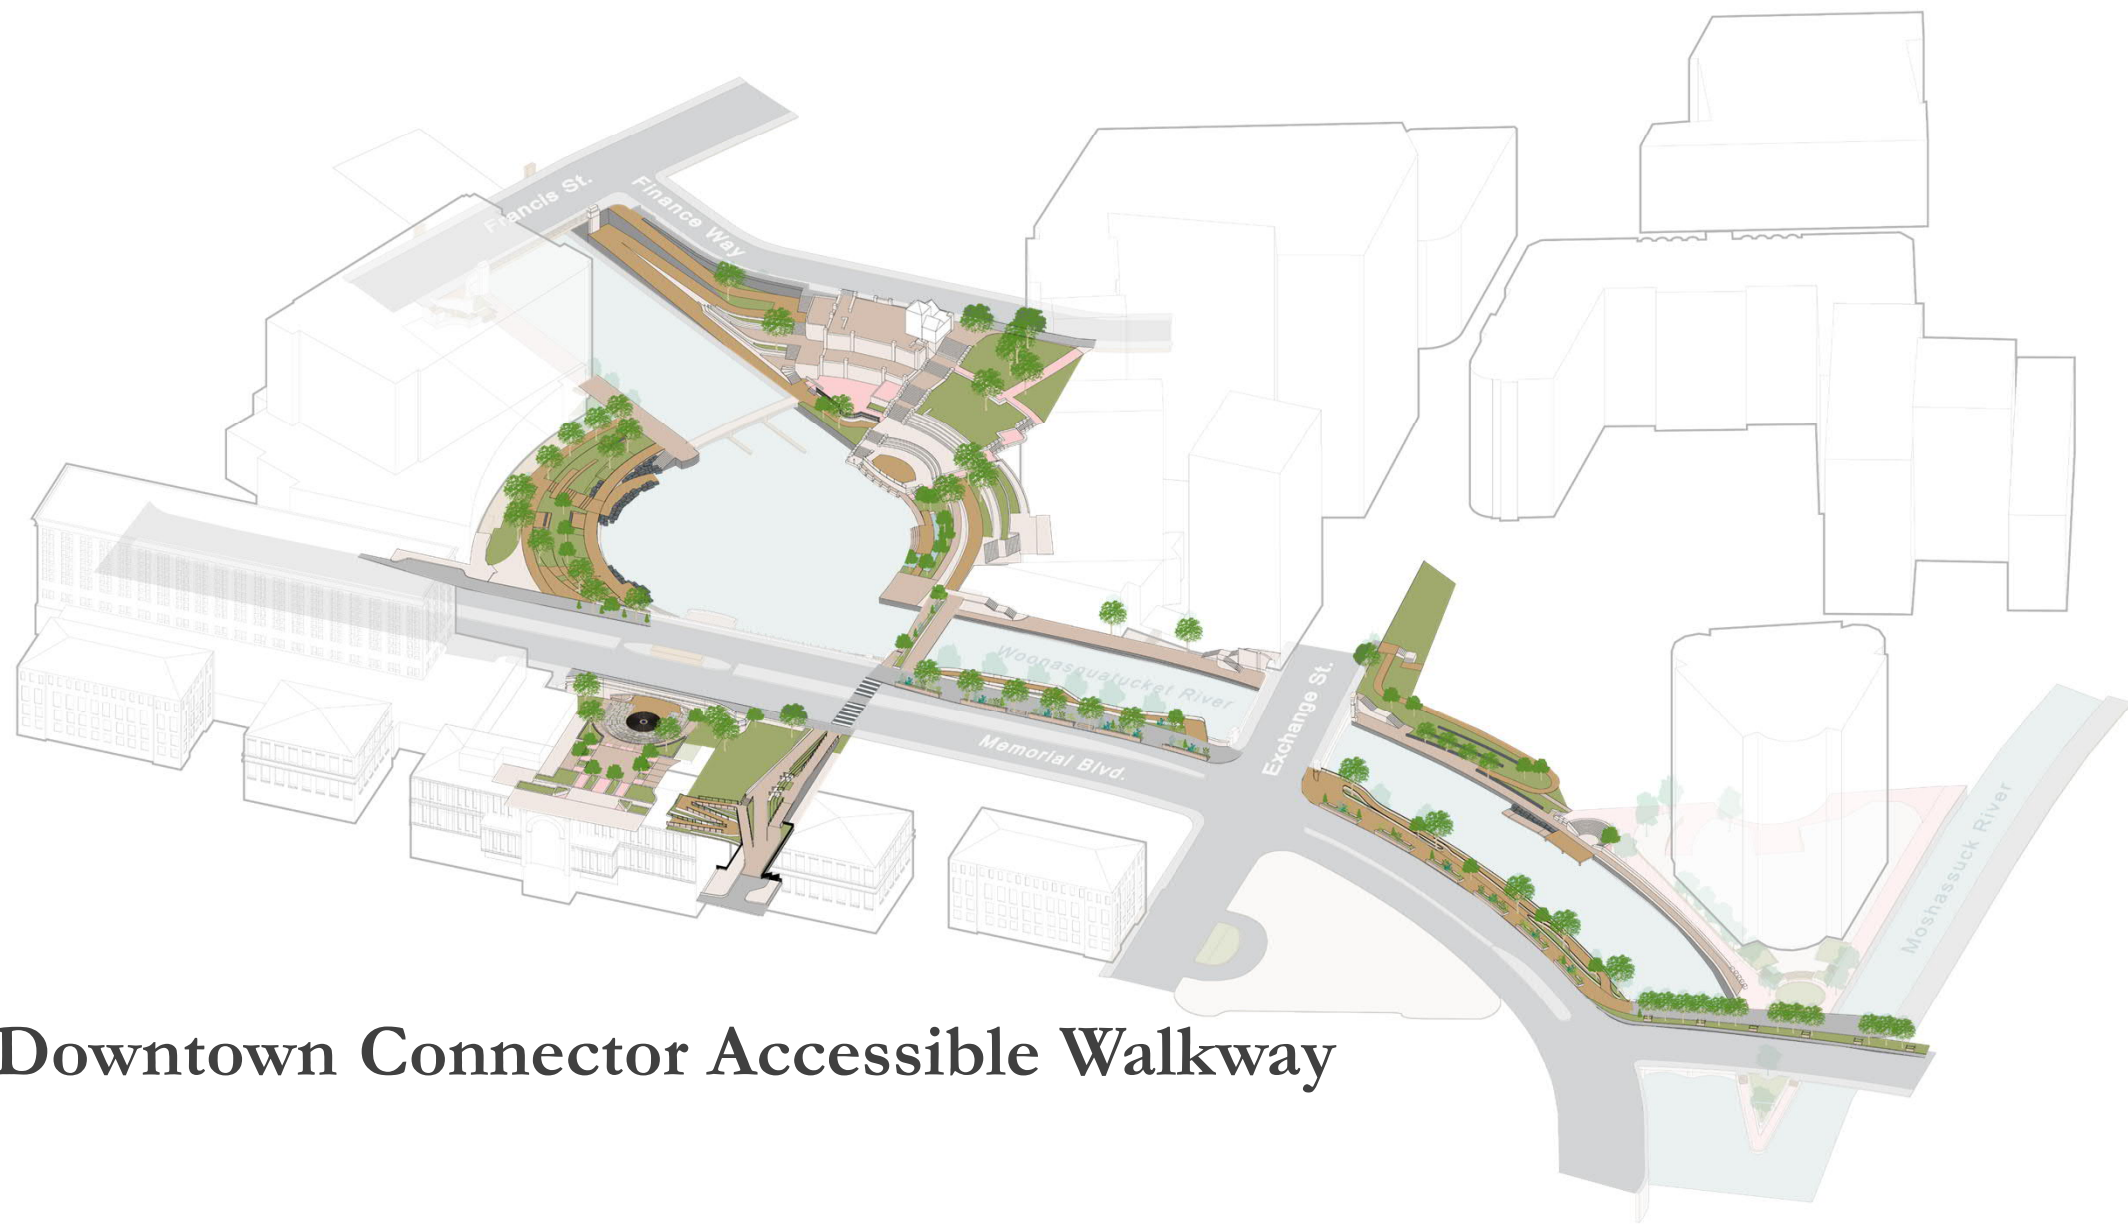 Francis St.
Finance Way
Woonasquatucket River
Exchange St.
Memorial Blvd.
Moshassuck River
Downtown Connector Accessible Walkway